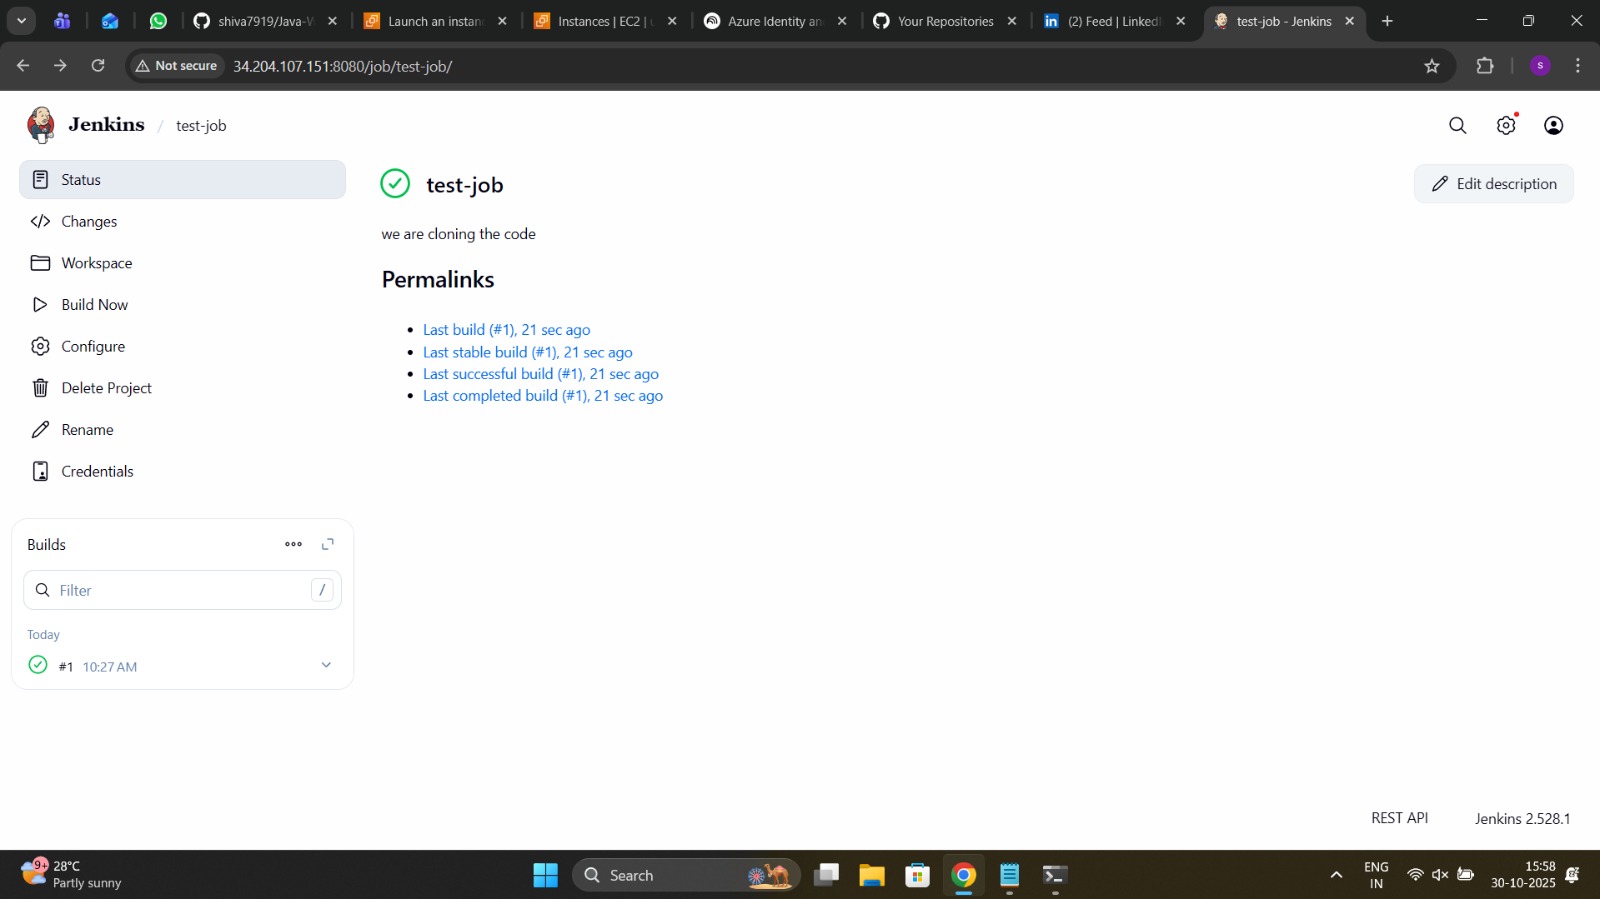 shiva7919/Java-W
Launch an instanc
Instances | EC2 | u
Azure Identity an
Your Repositories
(2) Feed | LinkedI
test-job - Jenkins
Not secure
34.204.107.151:8080/job/test-job/
s
Jenkins / test-job
Status
Changes
Workspace
Build Now
Configure
Delete Project
Rename
Credentials
test-job
Edit description
we are cloning the code
Permalinks
Last build (#1), 21 sec ago
Last stable build (#1), 21 sec ago
Last successful build (#1), 21 sec ago
Last completed build (#1), 21 sec ago
Builds
Filter
/
Today
#1 10:27 AM
REST API
Jenkins 2.528.1
9+
28°C
Partly sunny
Search
ENG
IN
15:58
30-10-2025